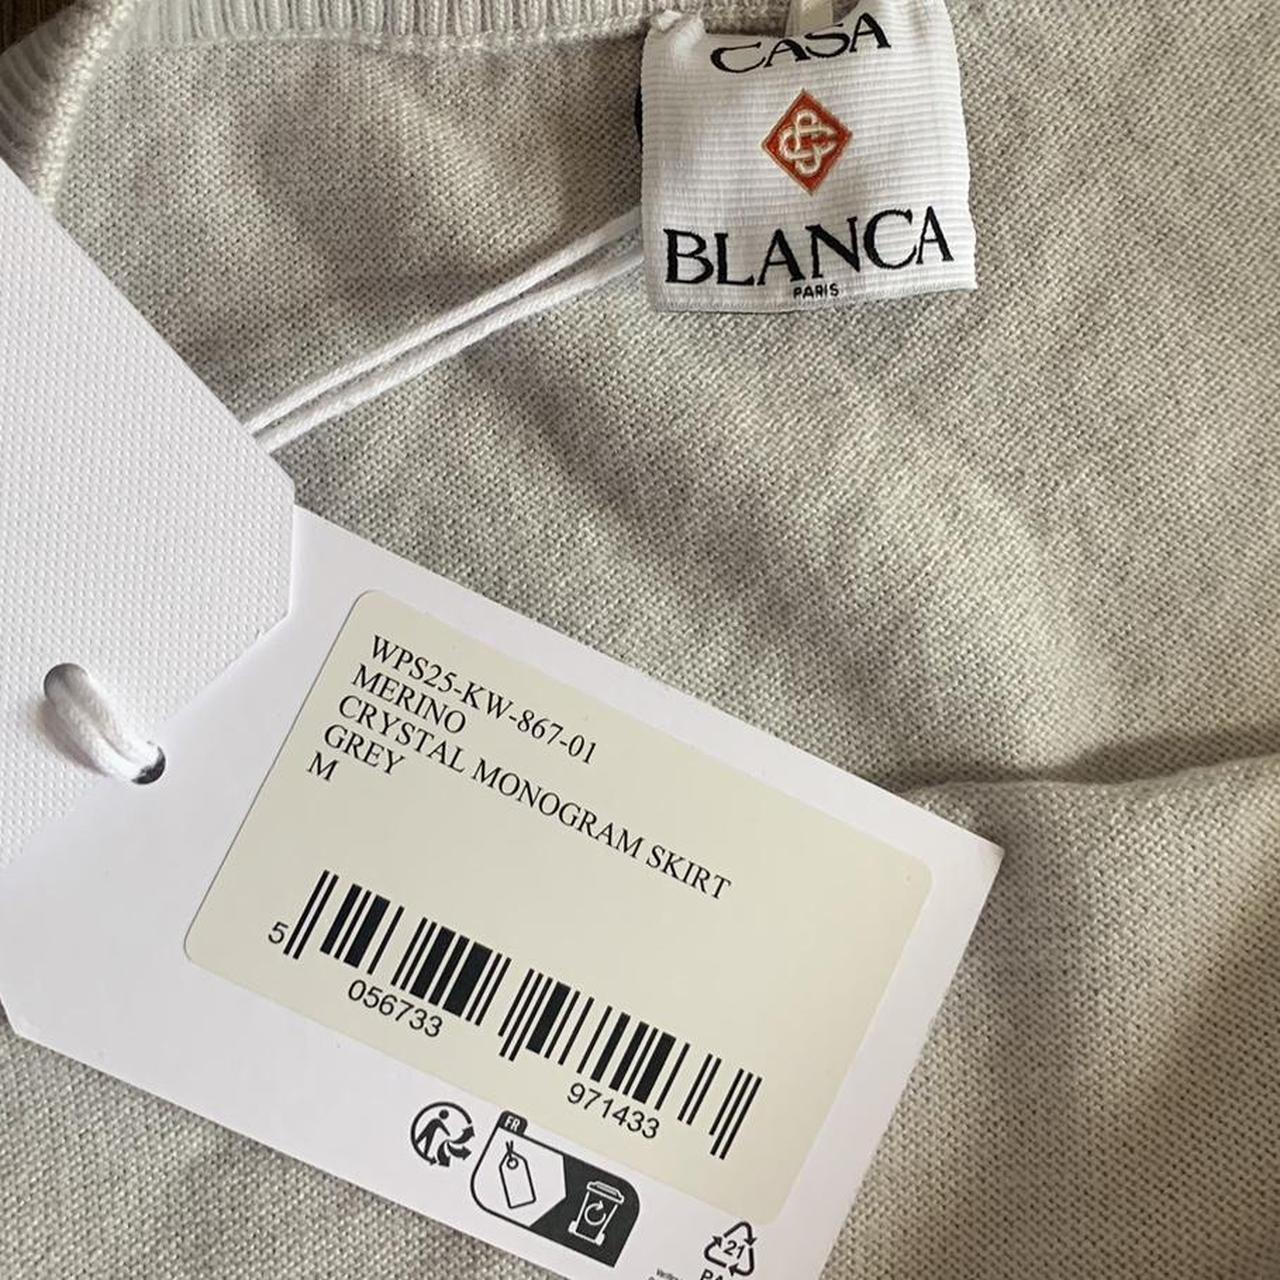 CASA
BLANCA
PARIS
WPS25-KW-867-01
MERINO
CRYSTAL MONOGRAM SKIRT
GREY
M
5 056733 971433
FR
21